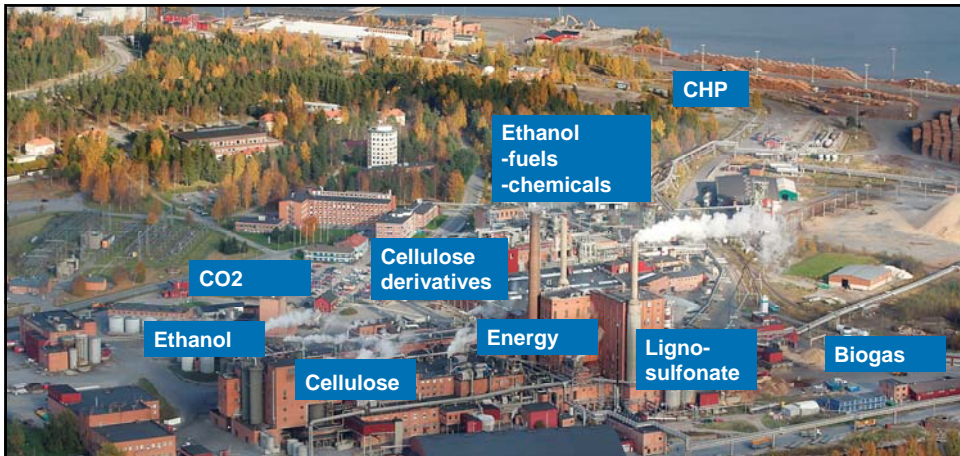 CHP
Ethanol
-fuels
-chemicals
Cellulose
derivatives
CO2
Ethanol
Energy
Ligno-
sulfonate
Biogas
Cellulose